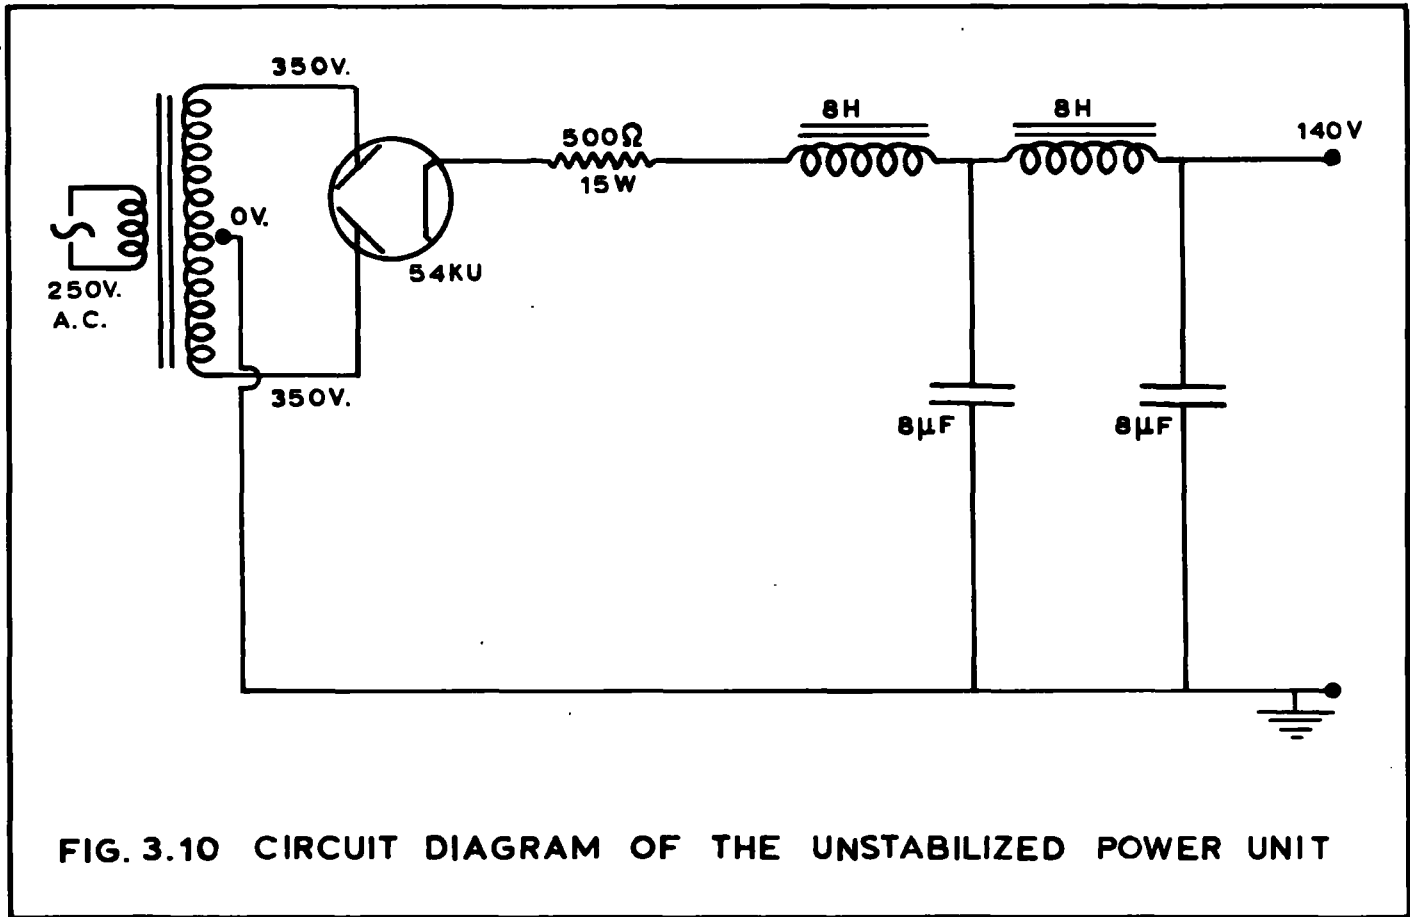 350V.
8H
8H
500Ω
140V
15W
0V.
54KU
250V.
A.C.
350V.
8µF
8µF
FIG. 3.10 CIRCUIT DIAGRAM OF THE UNSTABILIZED POWER UNIT